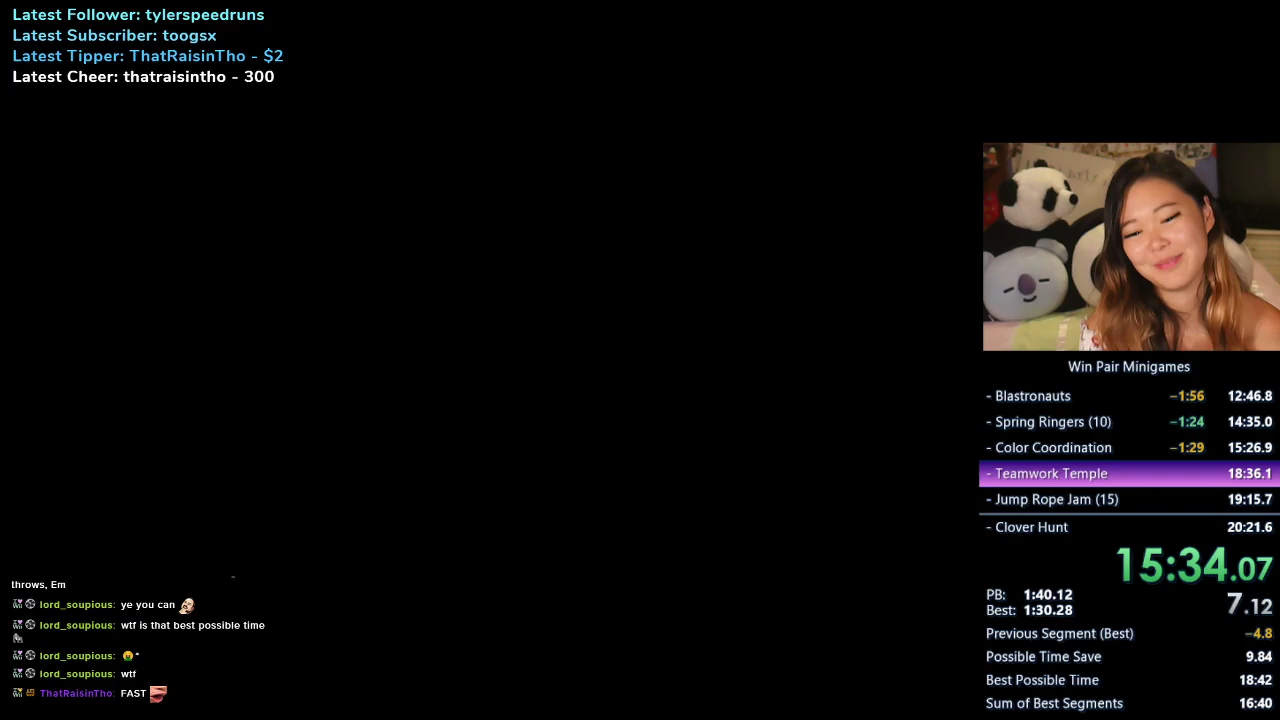 Latest Follower: tylerspeedruns
Latest Subscriber: toogsx
Latest Tipper: ThatRaisinTho - $2
Latest Cheer: thatraisintho - 300
Win Pair Minigames
- Blastronauts −1:56 12:46.8
- Spring Ringers (10) −1:24 14:35.0
- Color Coordination −1:29 15:26.9
- Teamwork Temple 18:36.1
- Jump Rope Jam (15) 19:15.7
- Clover Hunt 20:21.6
15:34.07
PB: 1:40.12
Best: 1:30.28
7.12
Previous Segment (Best) −4.8
Possible Time Save 9.84
Best Possible Time 18:42
Sum of Best Segments 16:40
throws, Em
lord_soupious: ye you can
lord_soupious: wtf is that best possible time
lord_soupious:
lord_soupious: wtf
ThatRaisinTho: FAST